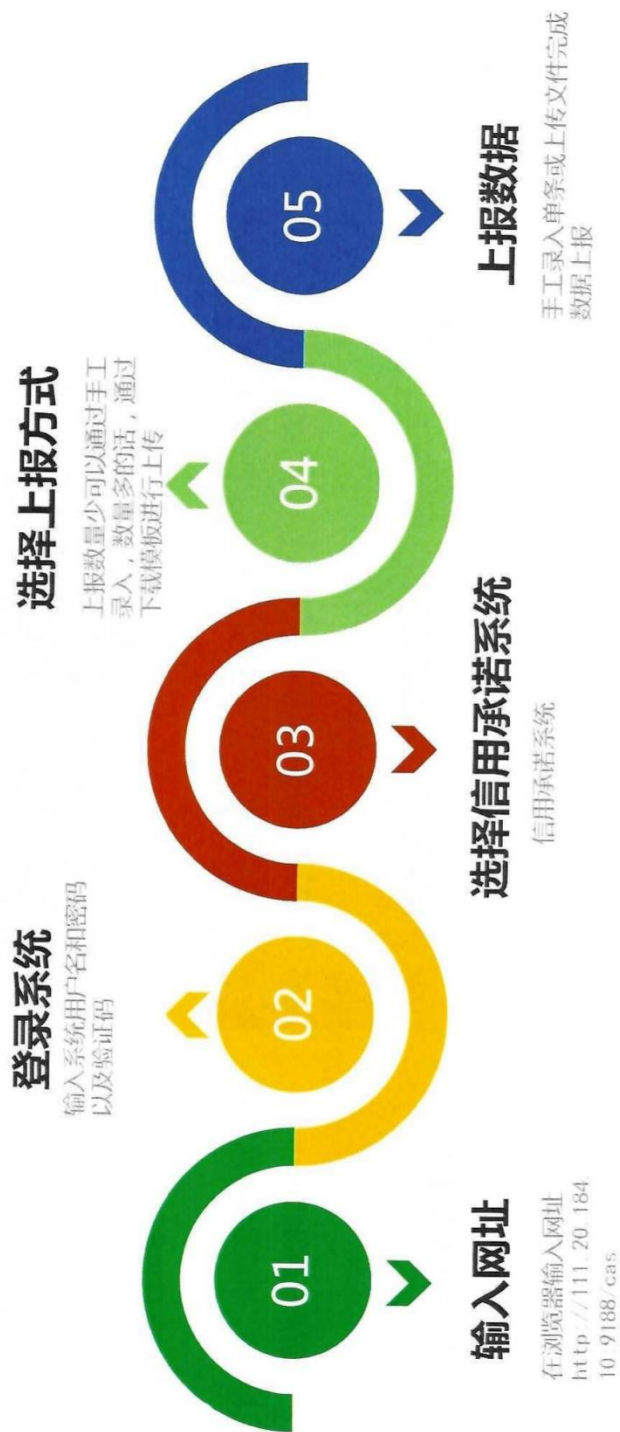 01
输入网址
在浏览器输入网址
http://111.20.184.
10:9188/cas
02
登录系统
输入系统用户名和密码
以及验证码
03
选择信用承诺系统
信用承诺系统
04
选择上报方式
上报数量少可以通过手工
录入，数量多的话，通过
下载模板进行上传
05
上报数据
手工录入单条或上传文件完成
数据上报